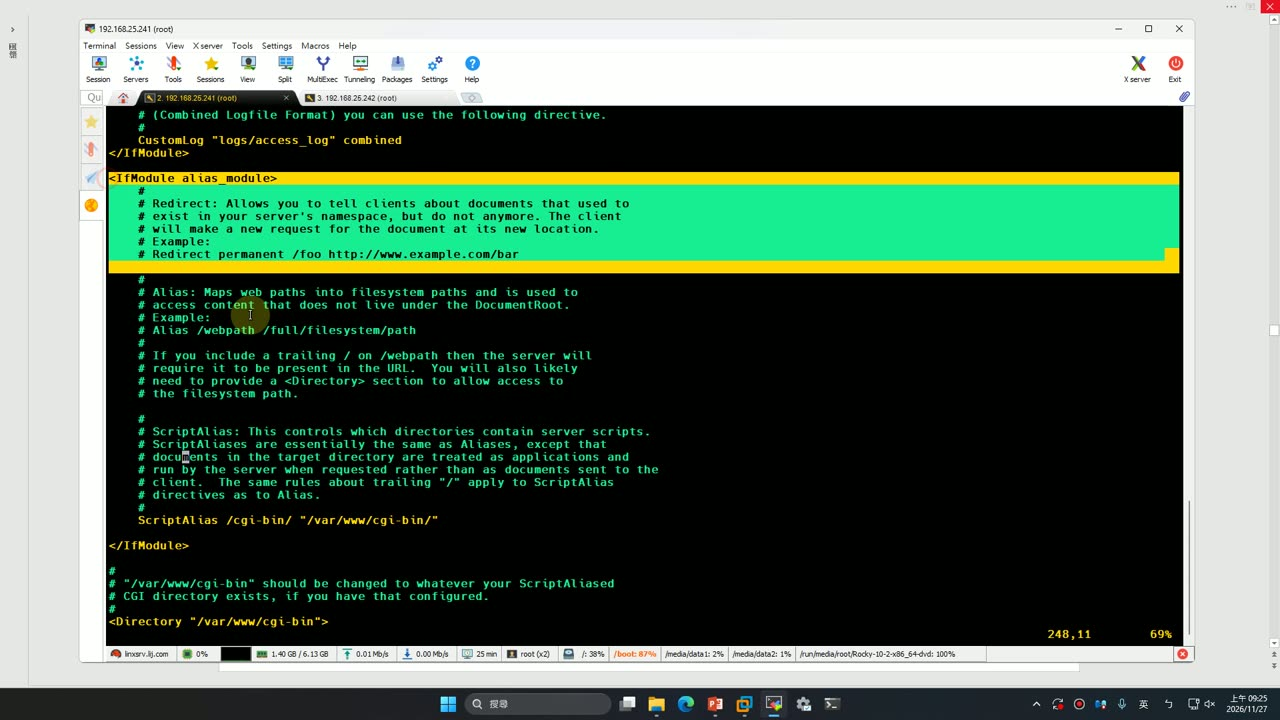 192.168.25.241 (root)
Terminal Sessions View X server Tools Settings Macros Help
Session Servers Tools Sessions View Split MultiExec Tunneling Packages Settings Help X server Exit
Qu 2. 192.168.25.241 (root) 3. 192.168.25.242 (root)
# (Combined Logfile Format) you can use the following directive.
#
CustomLog "logs/access_log" combined
</IfModule>
<IfModule alias_module>
#
# Redirect: Allows you to tell clients about documents that used to
# exist in your server's namespace, but do not anymore. The client
# will make a new request for the document at its new location.
# Example:
# Redirect permanent /foo http://www.example.com/bar
#
# Alias: Maps web paths into filesystem paths and is used to
# access content that does not live under the DocumentRoot.
# Example:
# Alias /webpath /full/filesystem/path
#
# If you include a trailing / on /webpath then the server will
# require it to be present in the URL.  You will also likely
# need to provide a <Directory> section to allow access to
# the filesystem path.
#
# ScriptAlias: This controls which directories contain server scripts.
# ScriptAliases are essentially the same as Aliases, except that
# documents in the target directory are treated as applications and
# run by the server when requested rather than as documents sent to the
# client.  The same rules about trailing "/" apply to ScriptAlias
# directives as to Alias.
#
ScriptAlias /cgi-bin/ "/var/www/cgi-bin/"
</IfModule>
#
# "/var/www/cgi-bin" should be changed to whatever your ScriptAliased
# CGI directory exists, if you have that configured.
#
<Directory "/var/www/cgi-bin">
248,11 69%
linxsrv.lij.com 0% 1.40 GB / 6.13 GB 0.01 Mb/s 0.00 Mb/s 25 min root (x2) /: 38% /boot: 87% /media/data1: 2% /media/data2: 1% /run/media/root/Rocky-10-2-x86_64-dvd: 100%
搜尋
英
上午 09:25
2026/11/27